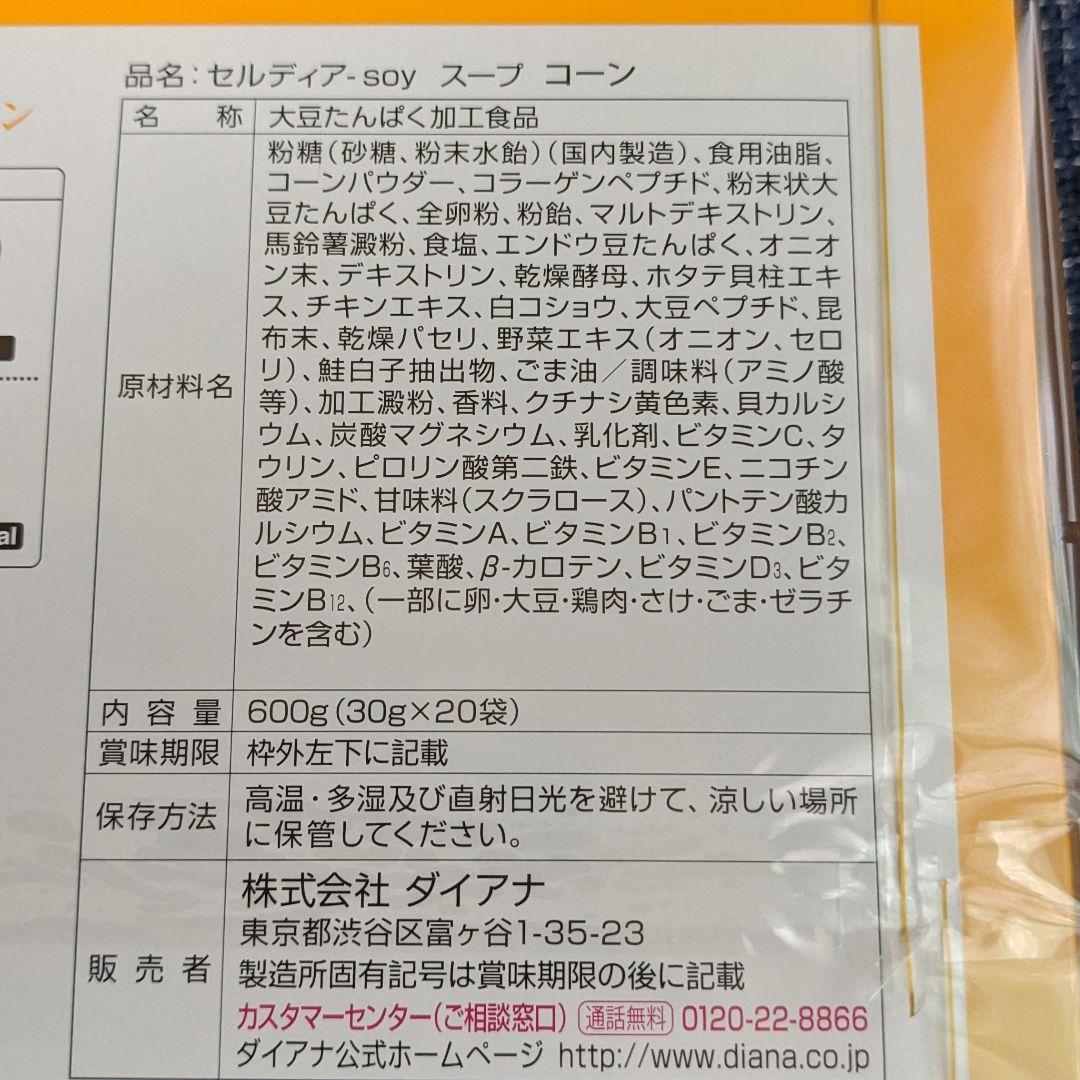 品名：セルディア-soy スープ コーン
ン
名 称 大豆たんぱく加工食品
原材料名
粉糖（砂糖、粉末水飴）（国内製造）、食用油脂、
コーンパウダー、コラーゲンペプチド、粉末状大
豆たんぱく、全卵粉、粉飴、マルトデキストリン、
馬鈴薯澱粉、食塩、エンドウ豆たんぱく、オニオ
ン末、デキストリン、乾燥酵母、ホタテ貝柱エキ
ス、チキンエキス、白コショウ、大豆ペプチド、昆
布末、乾燥パセリ、野菜エキス（オニオン、セロ
リ）、鮭白子抽出物、ごま油／調味料（アミノ酸
等）、加工澱粉、香料、クチナシ黄色素、貝カルシ
ウム、炭酸マグネシウム、乳化剤、ビタミンC、タ
ウリン、ピロリン酸第二鉄、ビタミンE、ニコチン
酸アミド、甘味料（スクラロース）、パントテン酸カ
ルシウム、ビタミンA、ビタミンB1、ビタミンB2、
ビタミンB6、葉酸、β-カロテン、ビタミンD3、ビタ
ミンB12、（一部に卵・大豆・鶏肉・さけ・ごま・ゼラチ
ンを含む）
al
内容量 600g（30g×20袋）
賞味期限 枠外左下に記載
保存方法
高温・多湿及び直射日光を避けて、涼しい場所
に保管してください。
販売者
株式会社 ダイアナ
東京都渋谷区富ヶ谷1-35-23
製造所固有記号は賞味期限の後に記載
カスタマーセンター（ご相談窓口） 通話無料 0120-22-8866
ダイアナ公式ホームページ http://www.diana.co.jp